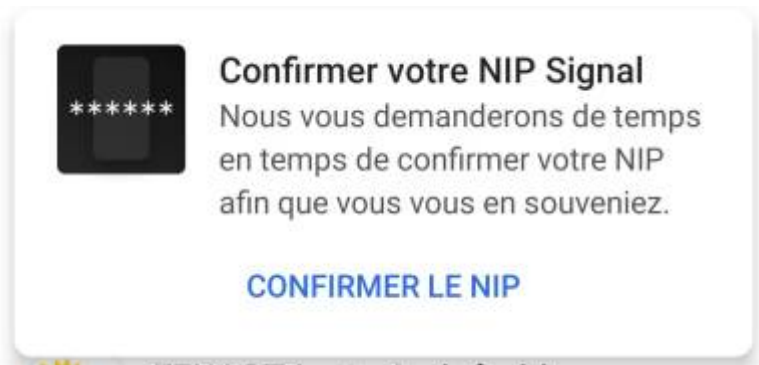 Confirmer votre NIP Signal
******
Nous vous demanderons de temps
en temps de confirmer votre NIP
afin que vous vous en souveniez.
CONFIRMER LE NIP